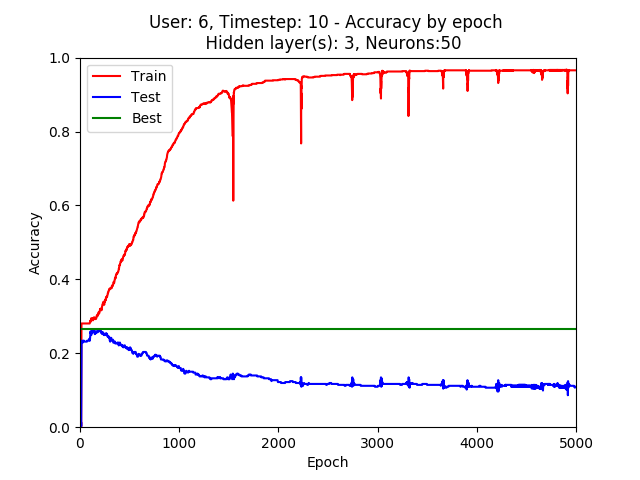 User: 6, Timestep: 10 - Accuracy by epoch
Hidden layer(s): 3, Neurons:50
1.0
0.8
0.6
0.4
0.2
0.0
Accuracy
Train
Test
Best
0 1000 2000 3000 4000 5000
Epoch